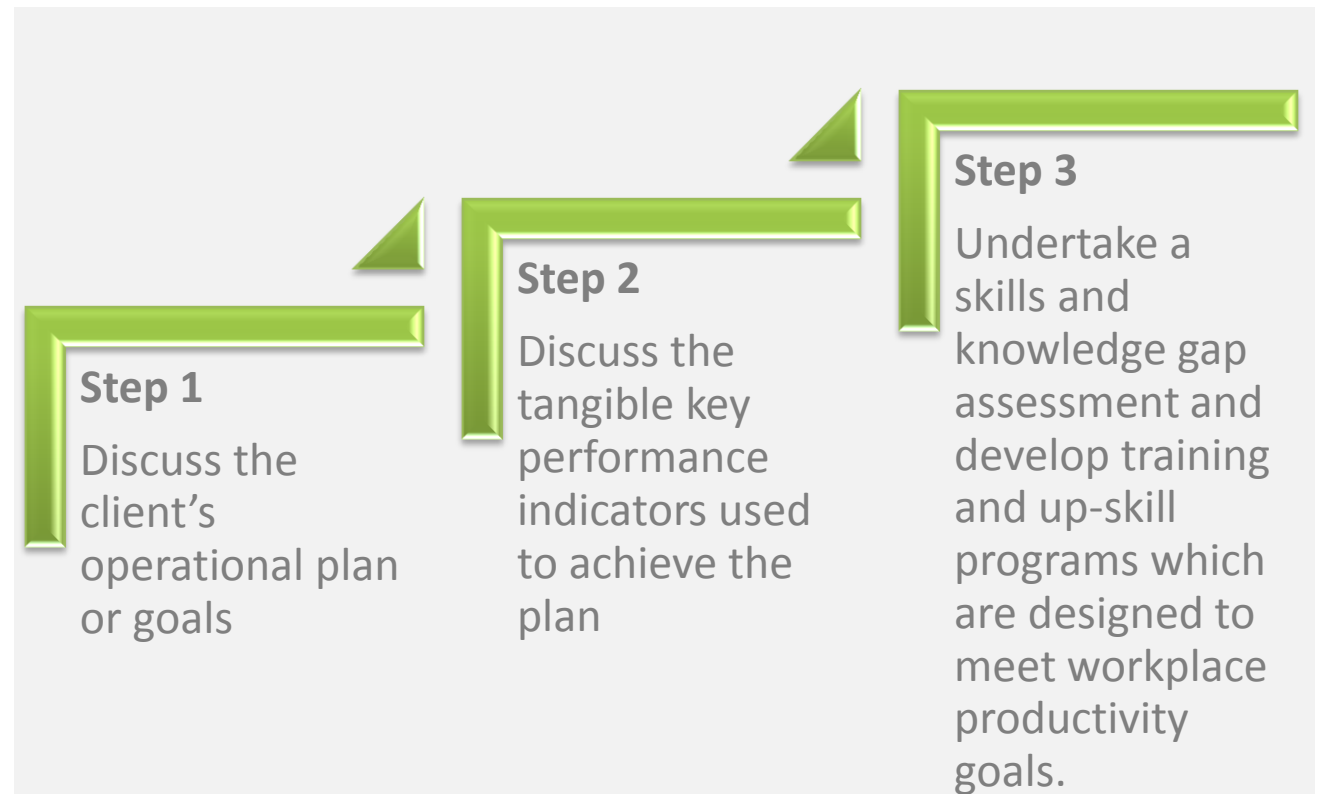 Step 1
Discuss the
client’s
operational plan
or goals
Step 2
Discuss the
tangible key
performance
indicators used
to achieve the
plan
Step 3
Undertake a
skills and
knowledge gap
assessment and
develop training
and up-skill
programs which
are designed to
meet workplace
productivity
goals.